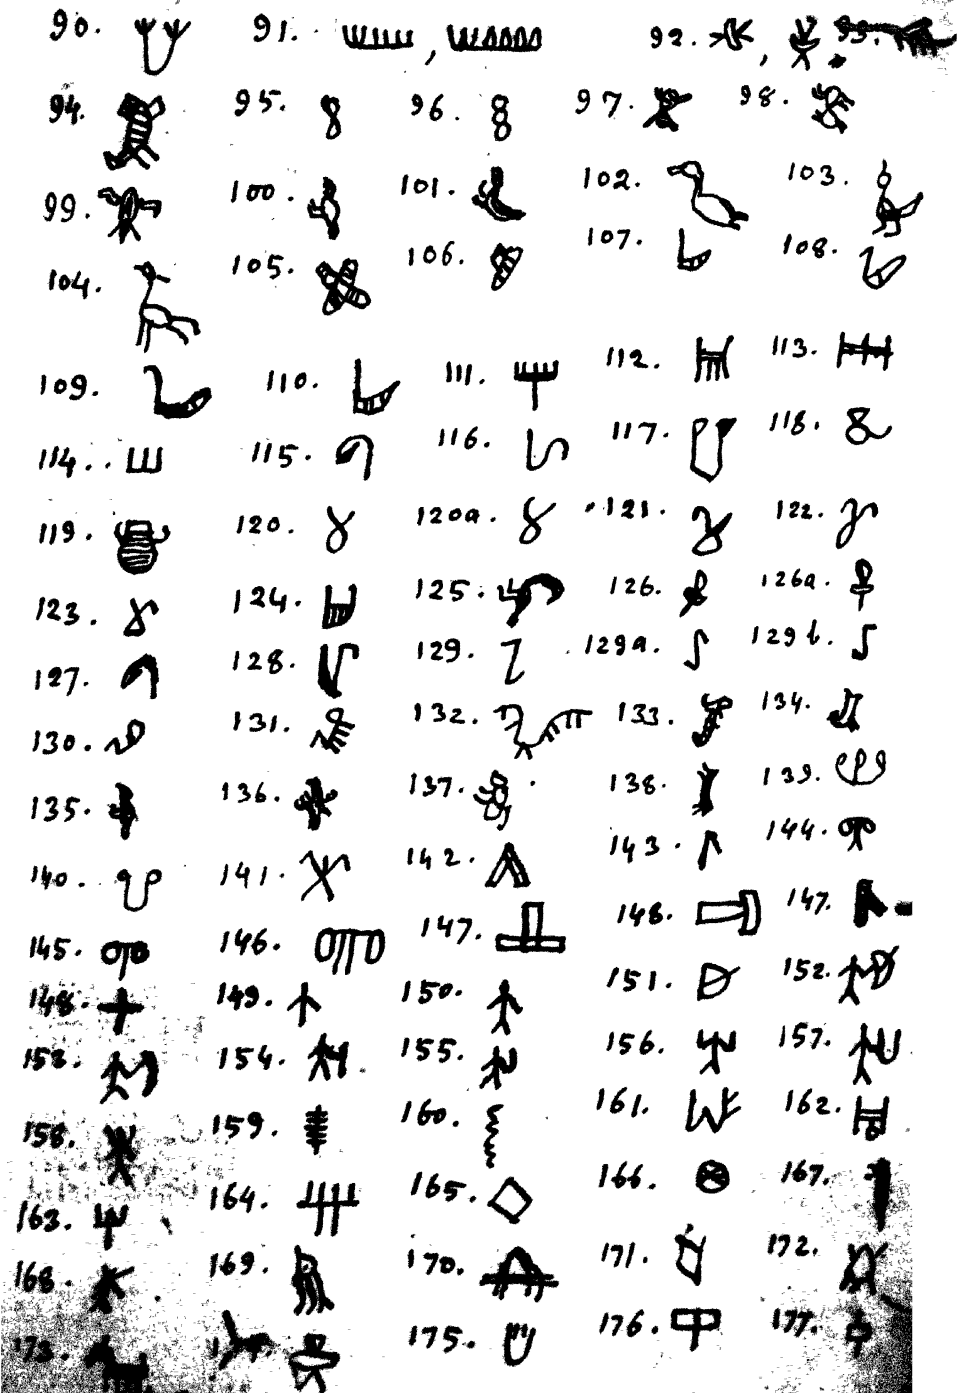 90. 91. , 92. , 93.
94. 95. 96. 97. 98.
99. 100. 101. 102. 103.
104. 105. 106. 107. 108.
109. 110. 111. 112. 113.
114. 115. 116. 117. 118.
119. 120. 120a. 121. 122.
123. 124. 125. 126. 126a.
127. 128. 129. 129a. 129b.
130. 131. 132. 133. 134.
135. 136. 137. 138. 139.
140. 141. 142. 143. 144.
145. 146. 147. 148. 147.
148. 149. 150. 151. 152.
153. 154. 155. 156. 157.
158. 159. 160. 161. 162.
163. 164. 165. 166. 167.
168. 169. 170. 171. 172.
173. 175. 176. 177.